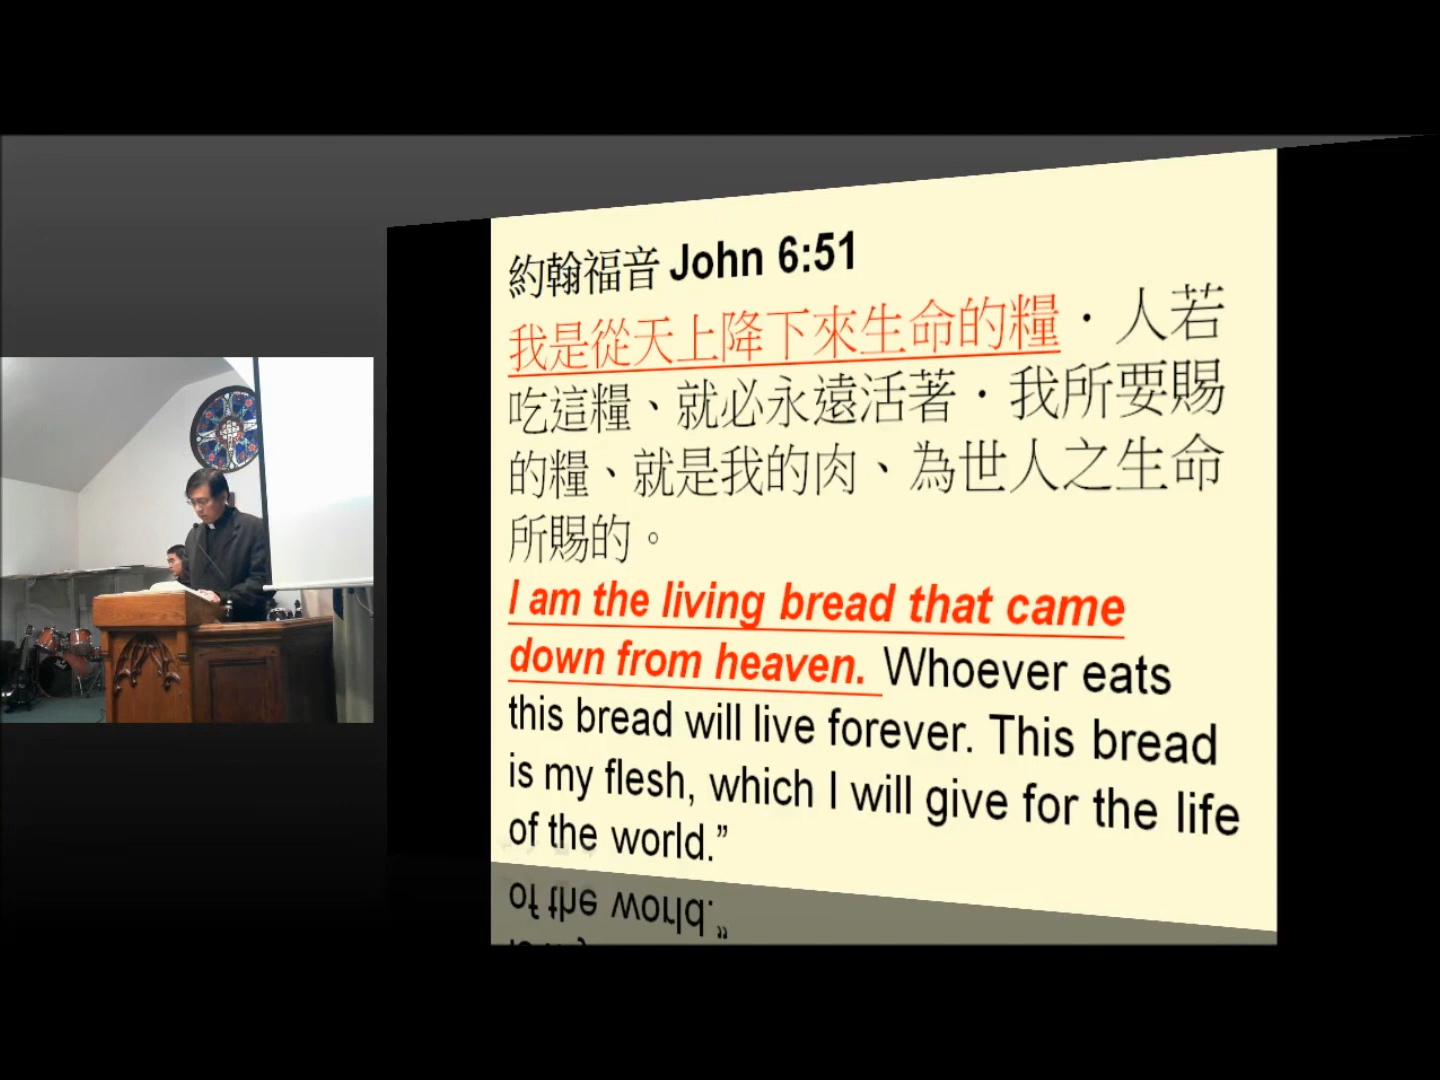 約翰福音 John 6:51
我是從天上降下來生命的糧．人若
吃這糧、就必永遠活著．我所要賜
的糧、就是我的肉、為世人之生命
所賜的。
I am the living bread that came
down from heaven. Whoever eats
this bread will live forever. This bread
is my flesh, which I will give for the life
of the world.”